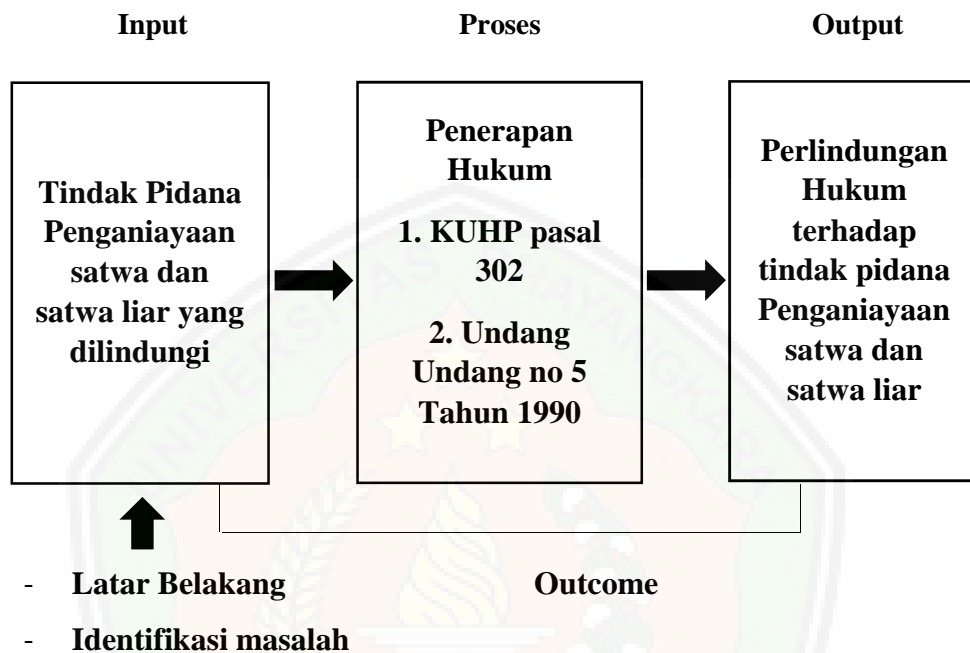 Input
Proses
Output
Tindak Pidana
Penganiayaan
satwa dan
satwa liar yang
dilindungi
Penerapan
Hukum
1. KUHP pasal
302
2. Undang
Undang no 5
Tahun 1990
Perlindungan
Hukum
terhadap
tindak pidana
Penganiayaan
satwa dan
satwa liar
- Latar Belakang
Outcome
- Identifikasi masalah
UNIVERSITAS BHAYANGKARA